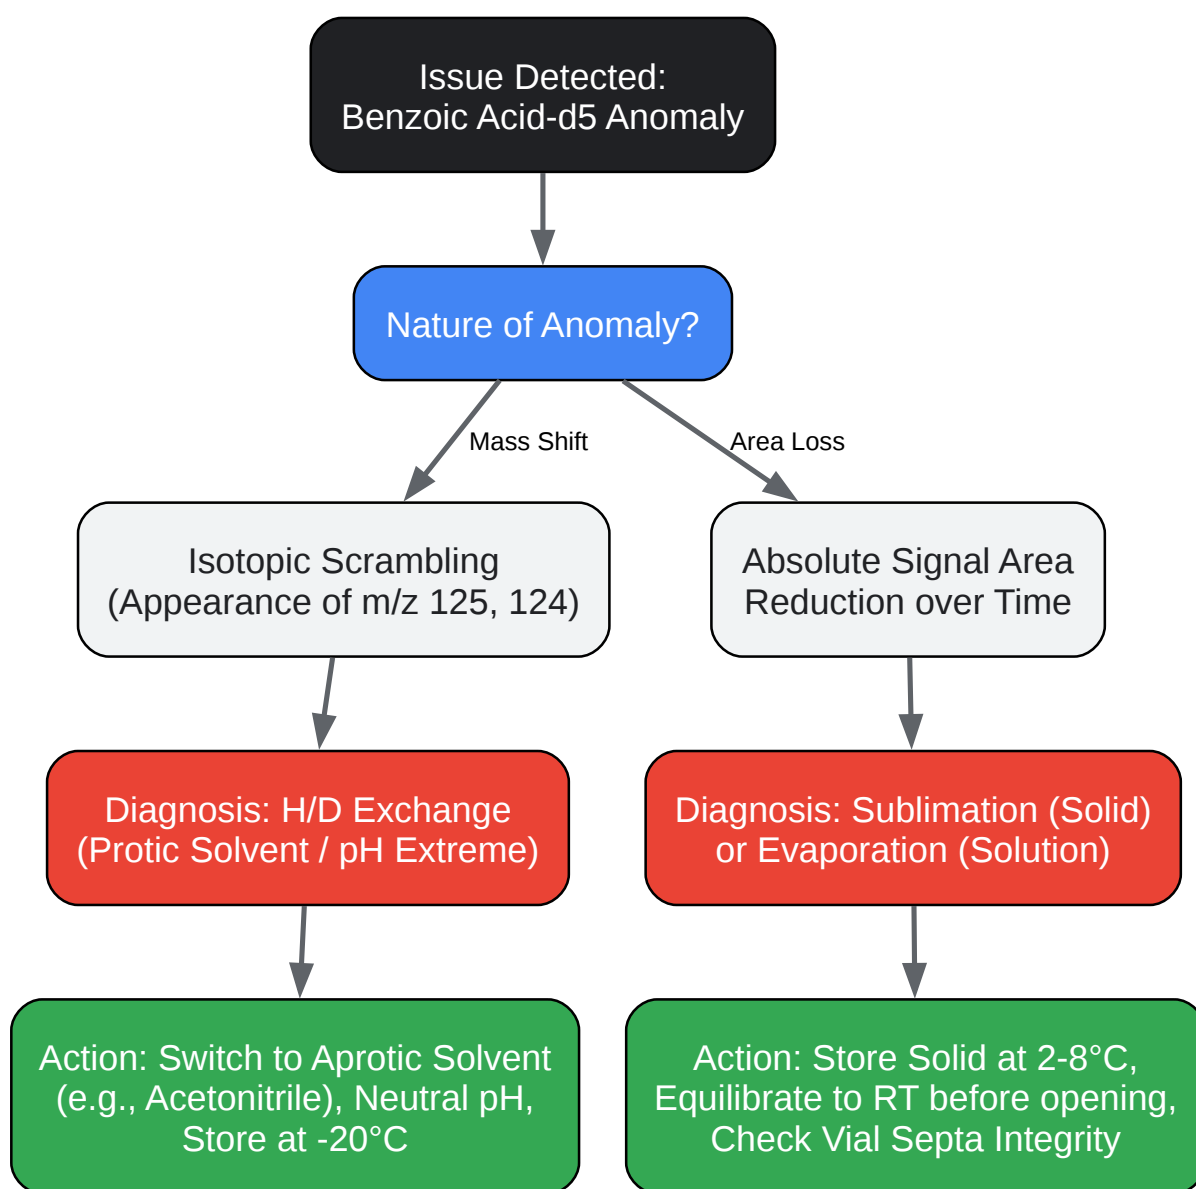 Issue Detected:
Benzoic Acid-d5 Anomaly
Nature of Anomaly?
Mass Shift
Area Loss
Isotopic Scrambling
(Appearance of m/z 125, 124)
Absolute Signal Area
Reduction over Time
Diagnosis: H/D Exchange
(Protic Solvent / pH Extreme)
Diagnosis: Sublimation (Solid)
or Evaporation (Solution)
Action: Switch to Aprotic Solvent
(e.g., Acetonitrile), Neutral pH,
Store at -20°C
Action: Store Solid at 2-8°C,
Equilibrate to RT before opening,
Check Vial Septa Integrity